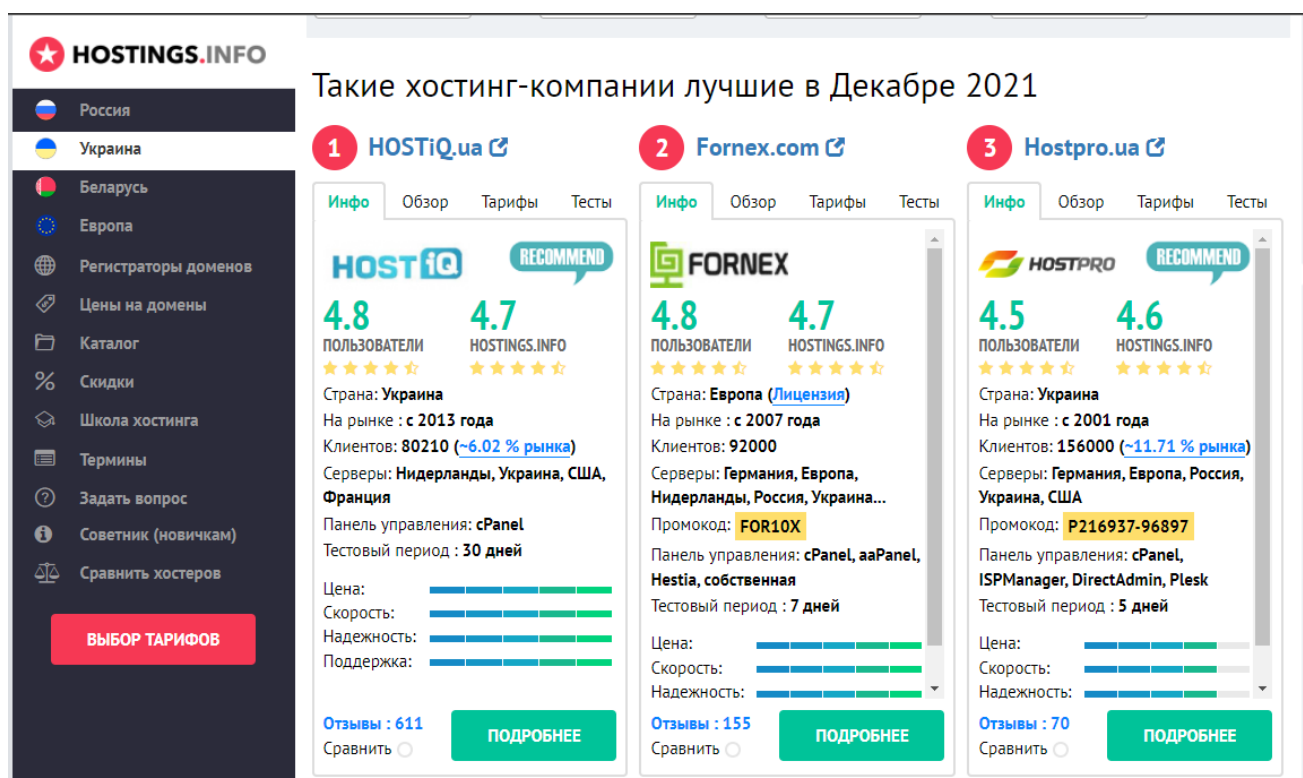 HOSTINGS.INFO
Россия
Украина
Беларусь
Европа
Регистраторы доменов
Цены на домены
Каталог
Скидки
Школа хостинга
Термины
Задать вопрос
Советник (новичкам)
Сравнить хостеров
ВЫБОР ТАРИФОВ
Такие хостинг-компании лучшие в Декабре 2021
1 HOSTiQ.ua
Инфо Обзор Тарифы Тесты
HOSTiQ RECOMMEND
4.8 4.7
ПОЛЬЗОВАТЕЛИ HOSTINGS.INFO
Страна: Украина
На рынке : с 2013 года
Клиентов: 80210 (~6.02 % рынка)
Серверы: Нидерланды, Украина, США,
Франция
Панель управления: cPanel
Тестовый период : 30 дней
Цена:
Скорость:
Надежность:
Поддержка:
Отзывы : 611
Сравнить
ПОДРОБНЕЕ
2 Fornex.com
Инфо Обзор Тарифы Тесты
FORNEX
4.8 4.7
ПОЛЬЗОВАТЕЛИ HOSTINGS.INFO
Страна: Европа (Лицензия)
На рынке : с 2007 года
Клиентов: 92000
Серверы: Германия, Европа,
Нидерланды, Россия, Украина...
Промокод: FOR10X
Панель управления: cPanel, aaPanel,
Hestia, собственная
Тестовый период : 7 дней
Цена:
Скорость:
Надежность:
Отзывы : 155
Сравнить
ПОДРОБНЕЕ
3 Hostpro.ua
Инфо Обзор Тарифы Тесты
HOSTPRO RECOMMEND
4.5 4.6
ПОЛЬЗОВАТЕЛИ HOSTINGS.INFO
Страна: Украина
На рынке : с 2001 года
Клиентов: 156000 (~11.71 % рынка)
Серверы: Германия, Европа, Россия,
Украина, США
Промокод: P216937-96897
Панель управления: cPanel,
ISPManager, DirectAdmin, Plesk
Тестовый период : 5 дней
Цена:
Скорость:
Надежность:
Отзывы : 70
Сравнить
ПОДРОБНЕЕ